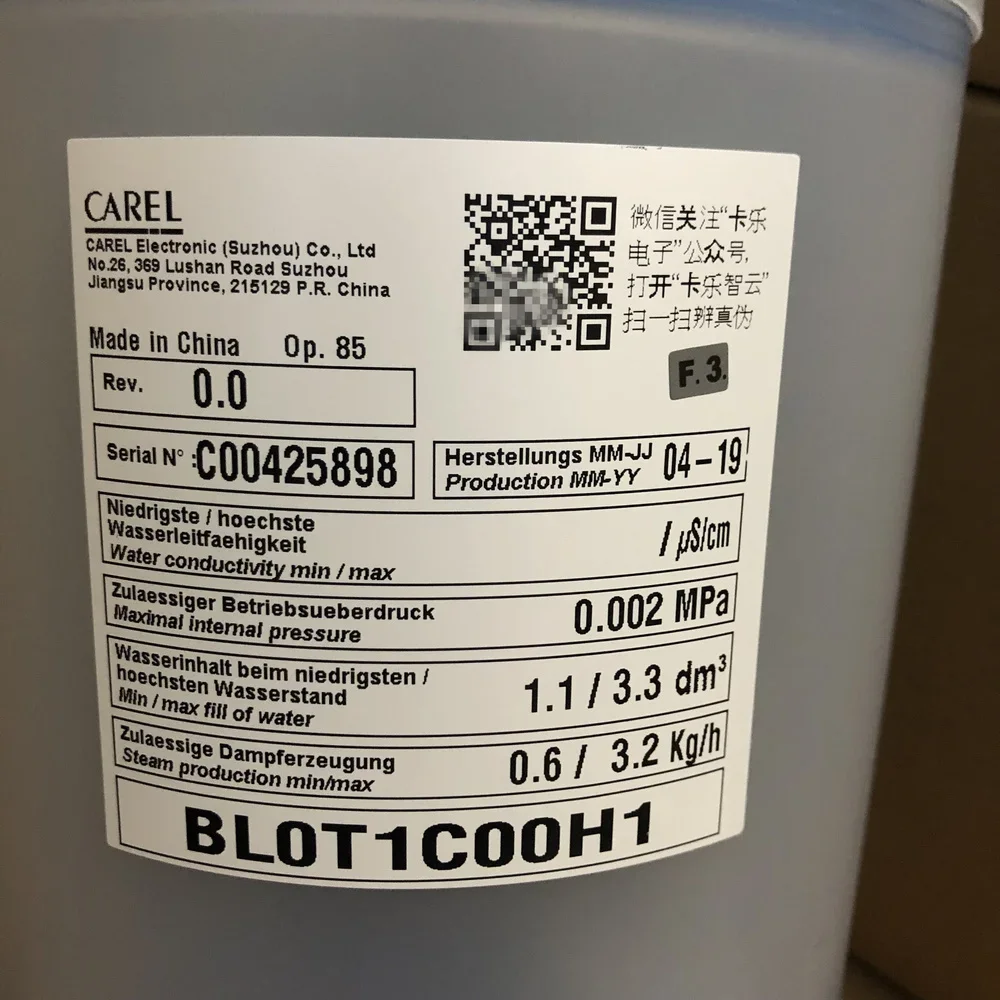 CAREL
CAREL Electronic (Suzhou) Co., Ltd
No.26, 369 Lushan Road Suzhou
Jiangsu Province, 215129 P.R. China
微信关注“卡乐
电子”公众号,
打开“卡乐智云”
扫一扫辨真伪
Made in China Op. 85
F. 3.
Rev. 0.0
Serial N° :C00425898
Herstellungs MM-JJ 04-19
Production MM-YY
Niedrigste / hoechste
Wasserleitfaehigkeit
Water conductivity min / max
/ µS/cm
Zulaessiger Betriebsueberdruck
Maximal internal pressure
0.002 MPa
Wasserinhalt beim niedrigsten /
hoechsten Wasserstand
Min / max fill of water
1.1 / 3.3 dm³
Zulaessige Dampferzeugung
Steam production min/max
0.6 / 3.2 Kg/h
BL0T1C00H1